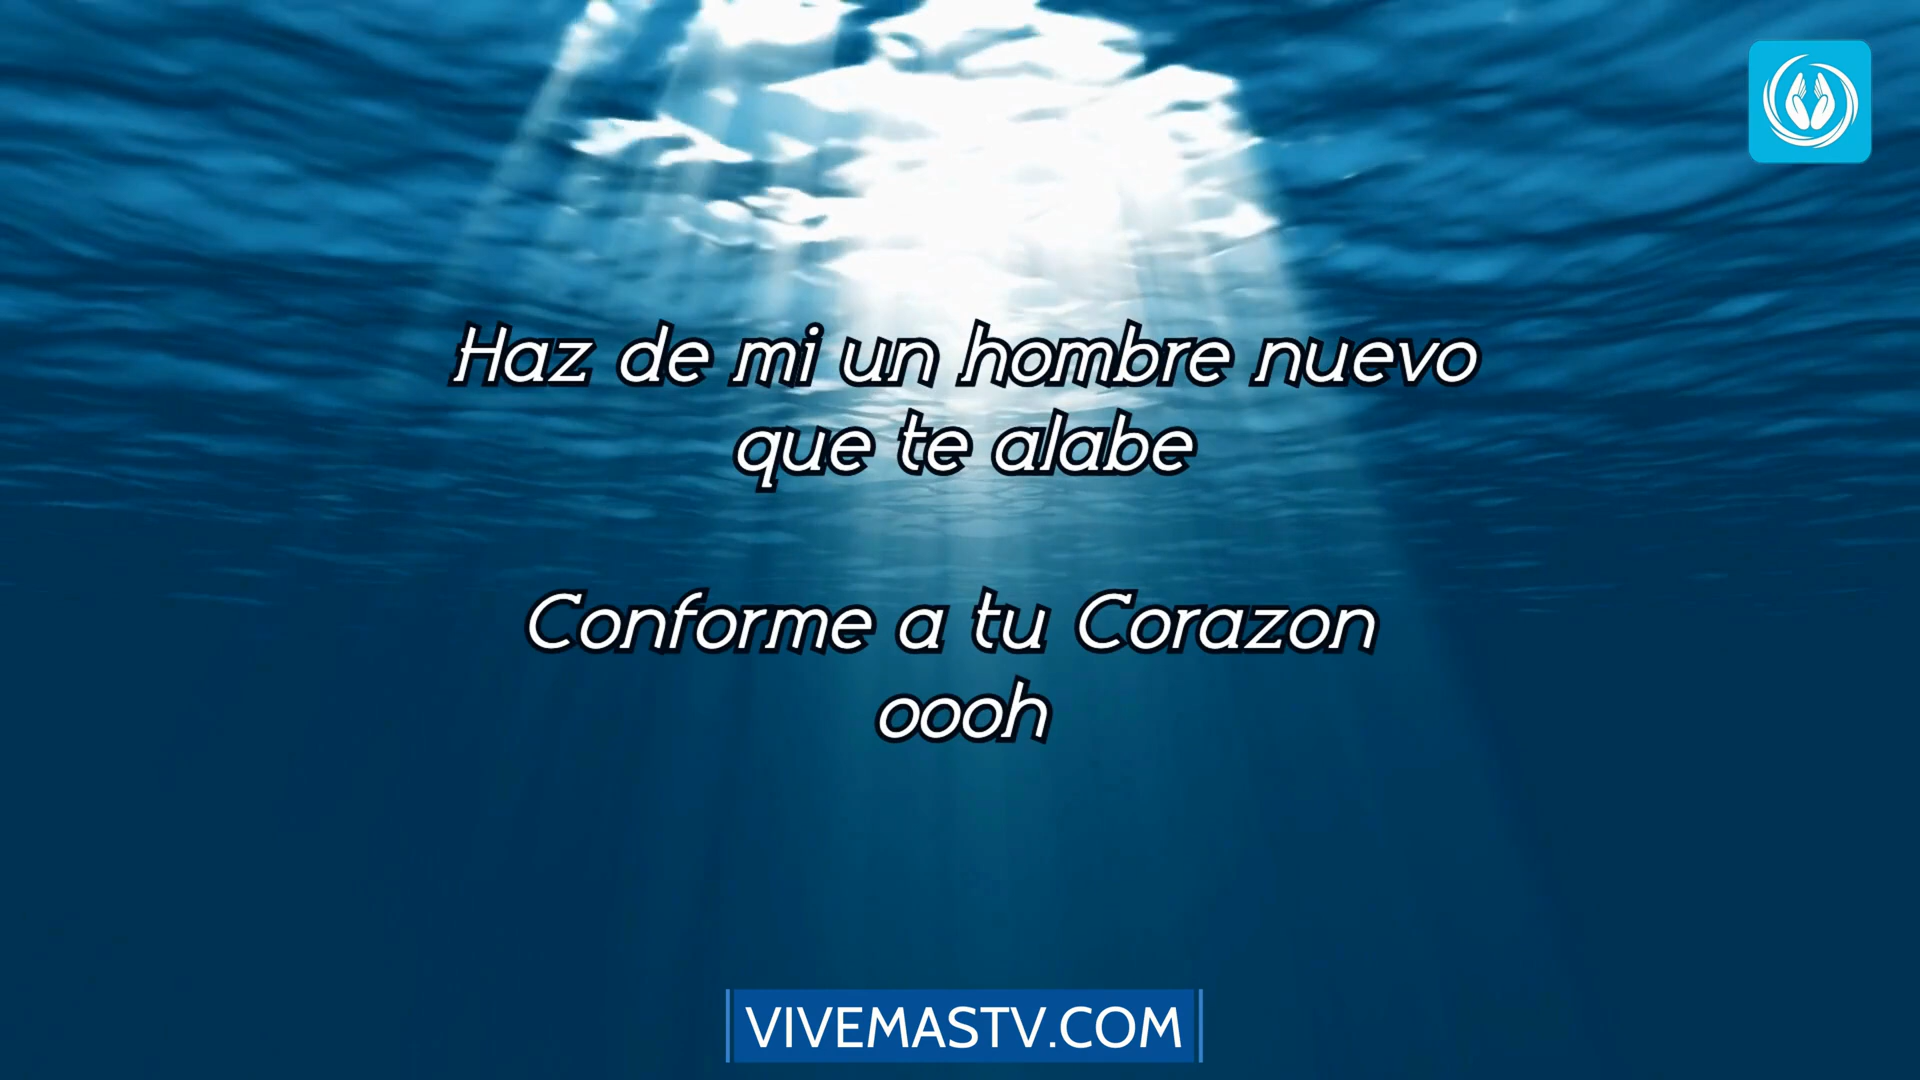 Haz de mi un hombre nuevo
que te alabe
Conforme a tu Corazon
oooh
VIVEMASTV.COM